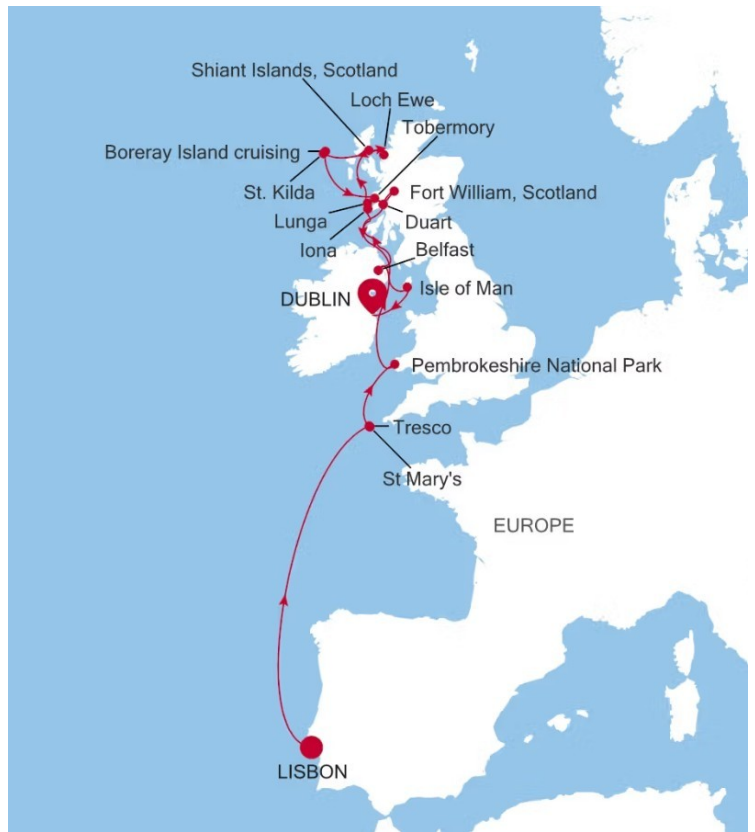 Shiant Islands, Scotland
Loch Ewe
Tobermory
Boreray Island cruising
St. Kilda
Fort William, Scotland
Lunga
Duart
Iona
Belfast
DUBLIN
Isle of Man
Pembrokeshire National Park
Tresco
St Mary's
EUROPE
LISBON